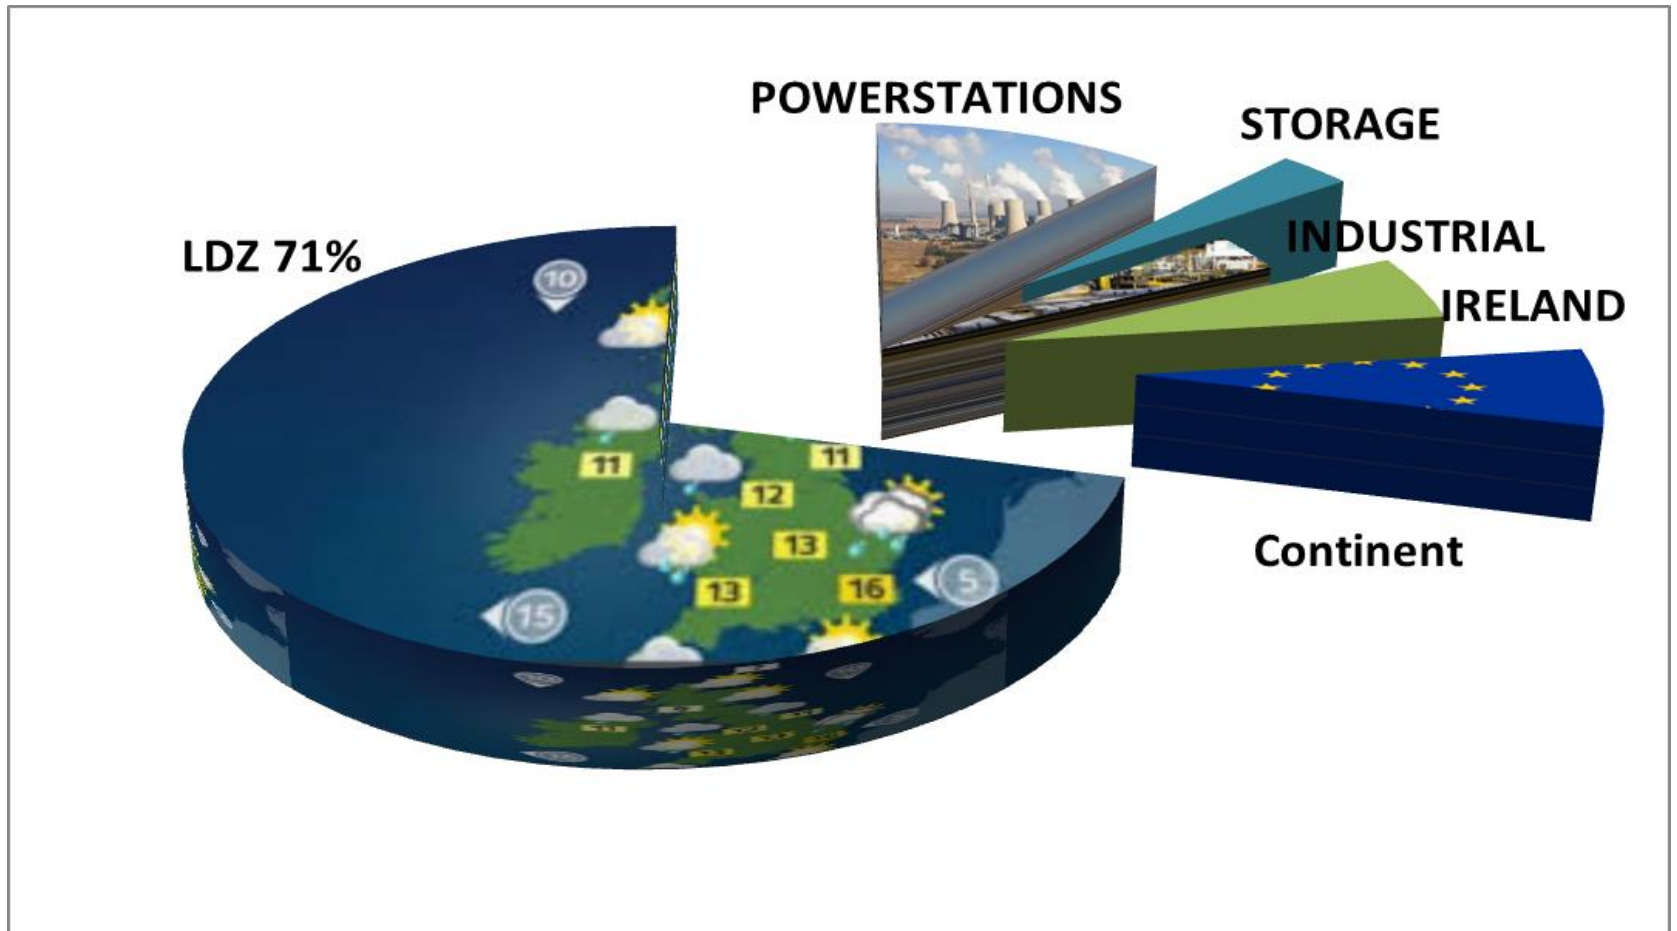 POWERSTATIONS
STORAGE
INDUSTRIAL
IRELAND
LDZ 71%
Continent
10
11
11
12
13
13
16
5
15